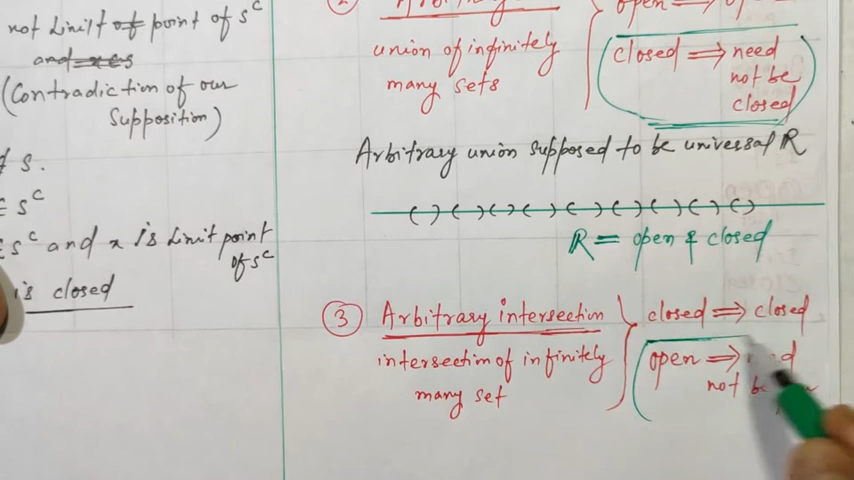 not limit of point of s^c
and x ∈ s
(Contradiction of our
Supposition)
s.
∈ s^c
s^c and x is limit point
of s^c
is closed
②
union of infinitely
many sets
open ⇒
closed ⇒ need
not be
closed
Arbitrary union supposed to be universal R
( ) ( ) ( ) ( ) ( ) ( ) ( ) ( ) ( )
R = open & closed
③ Arbitrary intersection
intersection of infinitely
many set
closed ⇒ closed
open ⇒
not be